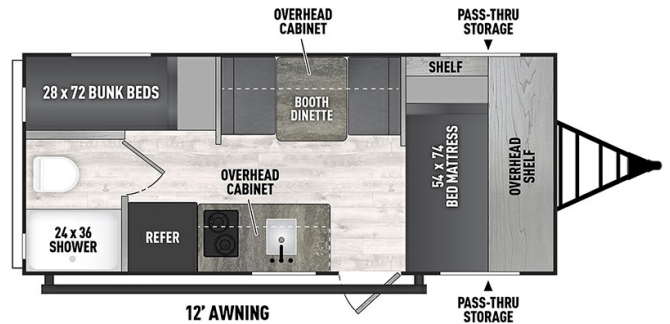 OVERHEAD
CABINET
PASS-THRU
STORAGE
28 x 72 BUNK BEDS
BOOTH
DINETTE
SHELF
54 x 74
BED MATTRESS
OVERHEAD
SHELF
OVERHEAD
CABINET
24 x 36
SHOWER
REFER
12' AWNING
PASS-THRU
STORAGE